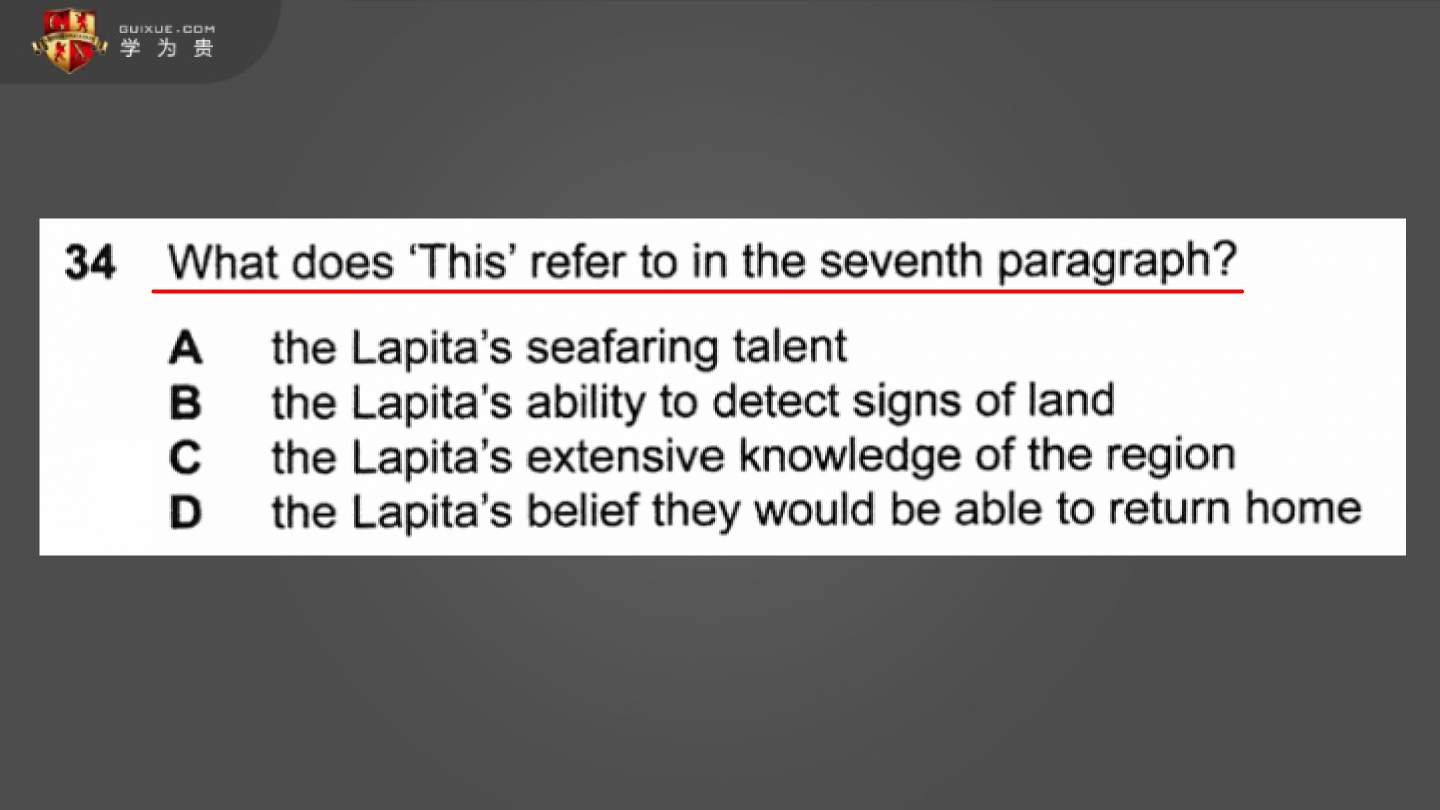 GUIXUE.COM
学为贵
34 What does ‘This’ refer to in the seventh paragraph?
A the Lapita’s seafaring talent
B the Lapita’s ability to detect signs of land
C the Lapita’s extensive knowledge of the region
D the Lapita’s belief they would be able to return home